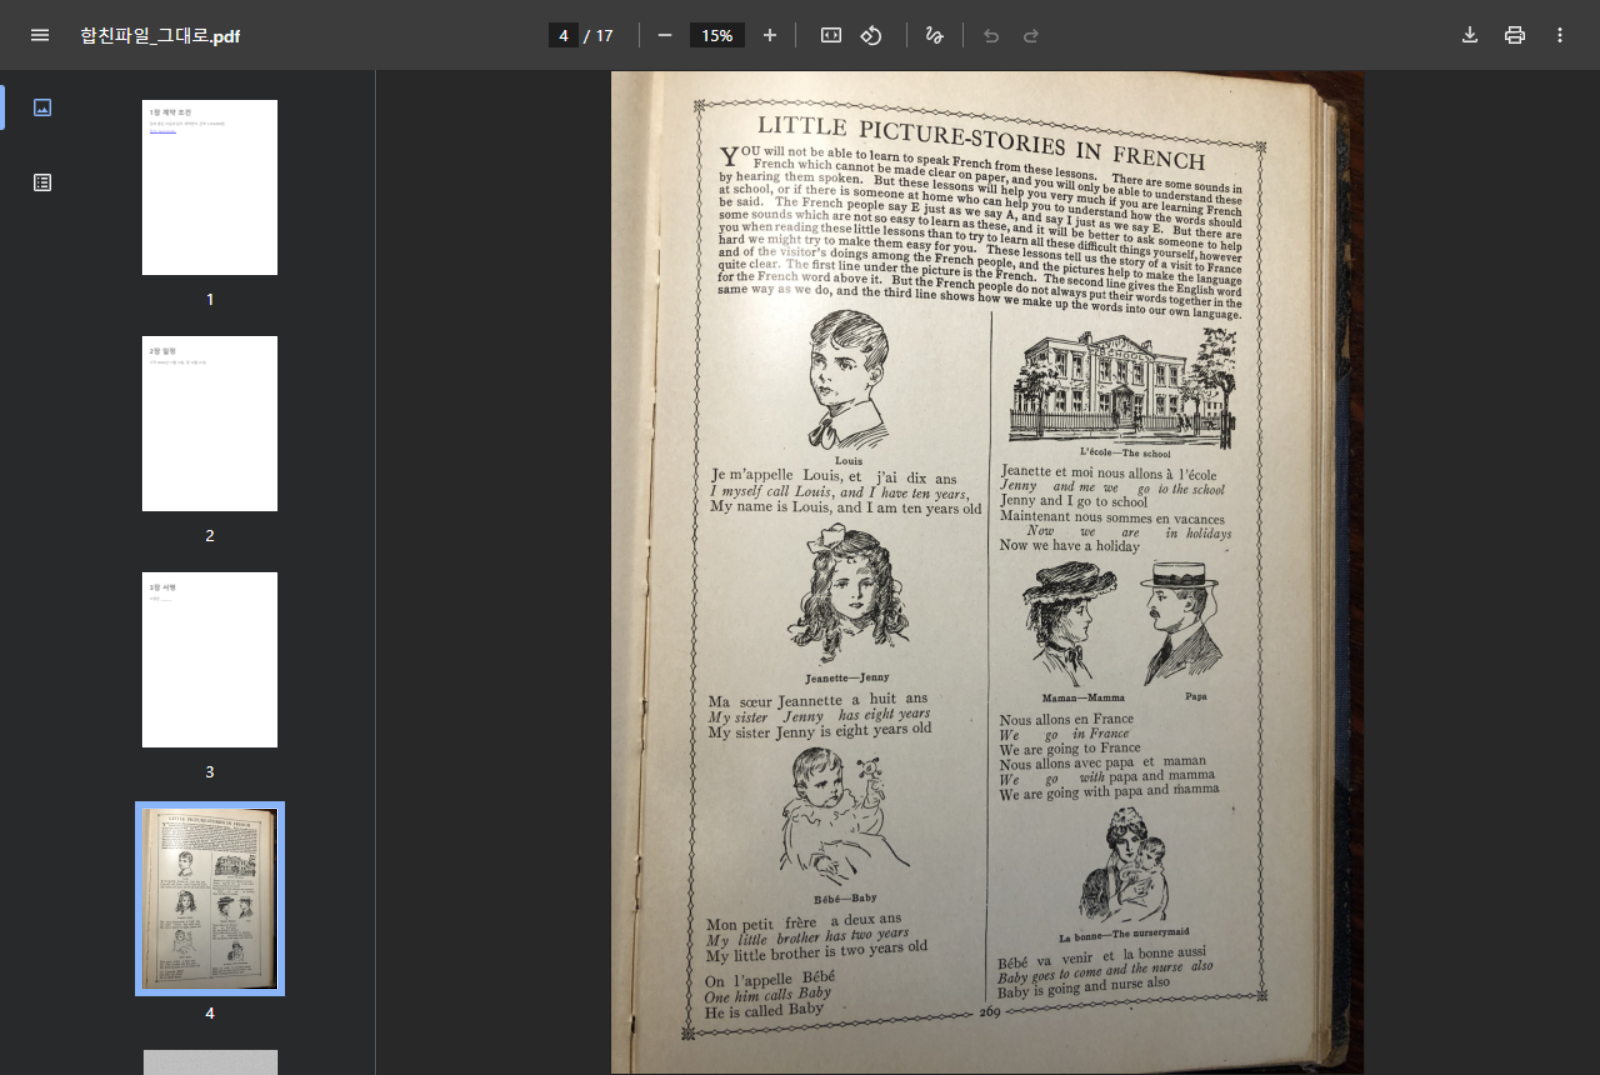 합친파일_그대로.pdf
4 / 17
15%
1장 계약 조건
1
2장 일정
2
3장 서명
3
4
LITTLE PICTURE-STORIES IN FRENCH
YOU will not be able to learn to speak French from these lessons. There are some sounds in
French which cannot be made clear on paper, and you will only be able to understand these
by hearing them spoken. But these lessons will help you very much if you are learning French
at school, or if there is someone at home who can help you to understand how the words should
be said. The French people say E just as we say A, and say I just as we say E. But there are
some sounds which are not so easy to learn as these, and it will be better to ask someone to help
you when reading these little lessons than to try to learn all these difficult things yourself, however
hard we might try to make them easy for you. These lessons tell us the story of a visit to France
and of the visitor's doings among the French people, and the pictures help to make the language
quite clear. The first line under the picture is the French. The second line gives the English word
for the French word above it. But the French people do not always put their words together in the
same way as we do, and the third line shows how we make up the words into our own language.
Louis
Je m'appelle Louis, et j'ai dix ans
I myself call Louis, and I have ten years,
My name is Louis, and I am ten years old
Jeanette—Jenny
Ma sœur Jeannette a huit ans
My sister Jenny has eight years
My sister Jenny is eight years old
Bébé—Baby
Mon petit frère a deux ans
My little brother has two years
My little brother is two years old
On l'appelle Bébé
One him calls Baby
He is called Baby
SCHOOL
L'école—The school
Jeanette et moi nous allons à l'école
Jenny and me we go to the school
Jenny and I go to school
Maintenant nous sommes en vacances
Now we are in holidays
Now we have a holiday
Maman—Mamma
Papa
Nous allons en France
We go in France
We are going to France
Nous allons avec papa et maman
We go with papa and mamma
We are going with papa and mamma
La bonne—The nurserymaid
Bébé va venir et la bonne aussi
Baby goes to come and the nurse also
Baby is going and nurse also
269